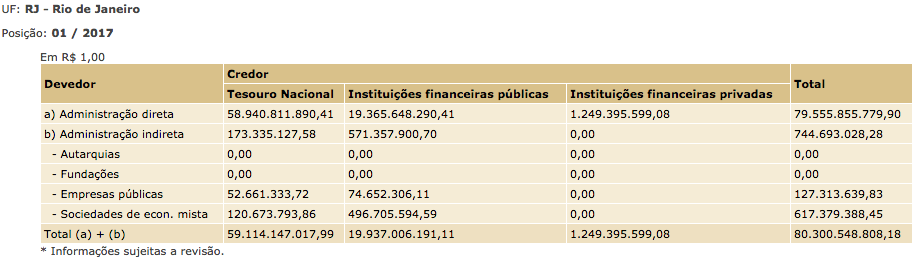 UF: RJ - Rio de Janeiro
Posição: 01 / 2017
Em R$ 1,00
Devedor Credor Total
Tesouro Nacional Instituições financeiras públicas Instituições financeiras privadas
a) Administração direta 58.940.811.890,41 19.365.648.290,41 1.249.395.599,08 79.555.855.779,90
b) Administração indireta 173.335.127,58 571.357.900,70 0,00 744.693.028,28
- Autarquias 0,00 0,00 0,00 0,00
- Fundações 0,00 0,00 0,00 0,00
- Empresas públicas 52.661.333,72 74.652.306,11 0,00 127.313.639,83
- Sociedades de econ. mista 120.673.793,86 496.705.594,59 0,00 617.379.388,45
Total (a) + (b) 59.114.147.017,99 19.937.006.191,11 1.249.395.599,08 80.300.548.808,18
* Informações sujeitas a revisão.